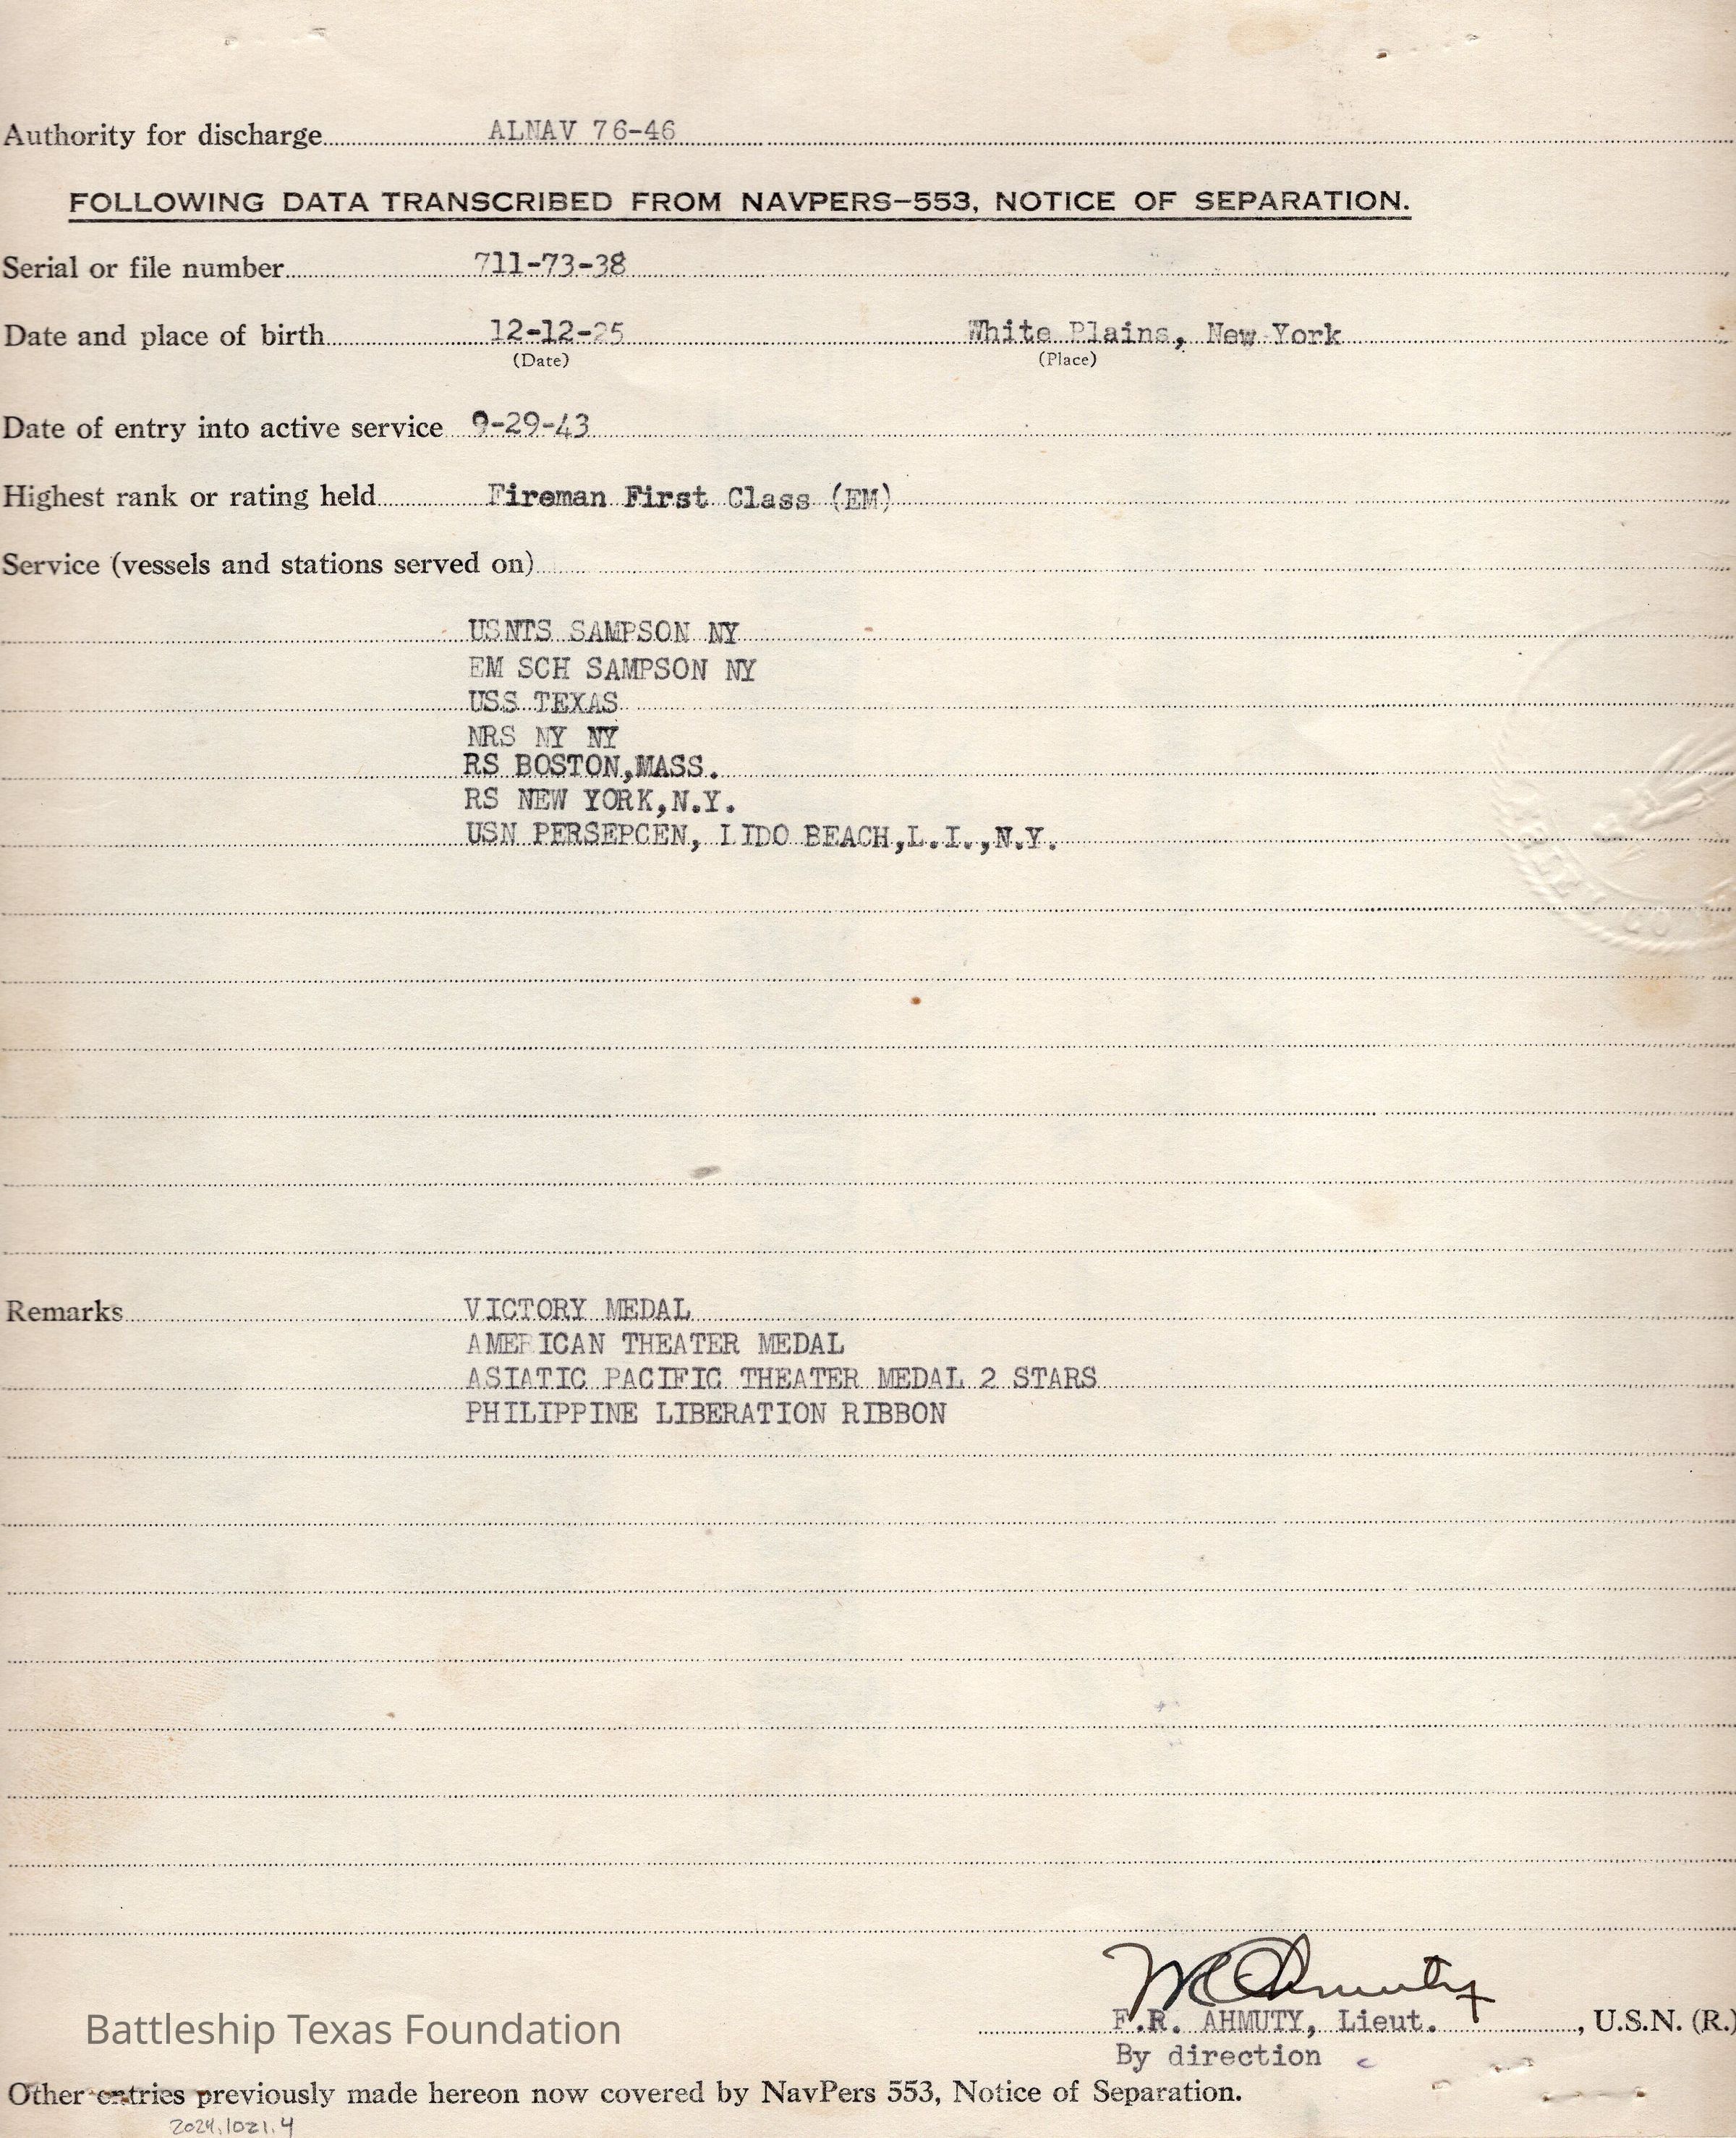 Authority for discharge ALNAV 76-46
FOLLOWING DATA TRANSCRIBED FROM NAVPERS-553, NOTICE OF SEPARATION.
Serial or file number 711-73-38
Date and place of birth 12-12-25 White Plains, New York
(Date) (Place)
Date of entry into active service 9-29-43
Highest rank or rating held Fireman First Class (EM)
Service (vessels and stations served on)
USNTS SAMPSON NY
EM SCH SAMPSON NY
USS TEXAS
NRS NY NY
RS BOSTON,MASS.
RS NEW YORK,N.Y.
USN PERSEPCEN, LIDO BEACH,L.I.,N.Y.
Remarks VICTORY MEDAL
AMERICAN THEATER MEDAL
ASIATIC PACIFIC THEATER MEDAL 2 STARS
PHILIPPINE LIBERATION RIBBON
Battleship Texas Foundation
F.R. AHMUTY, Lieut. , U.S.N. (R.)
By direction
Other entries previously made hereon now covered by NavPers 553, Notice of Separation.
2024.1021.4